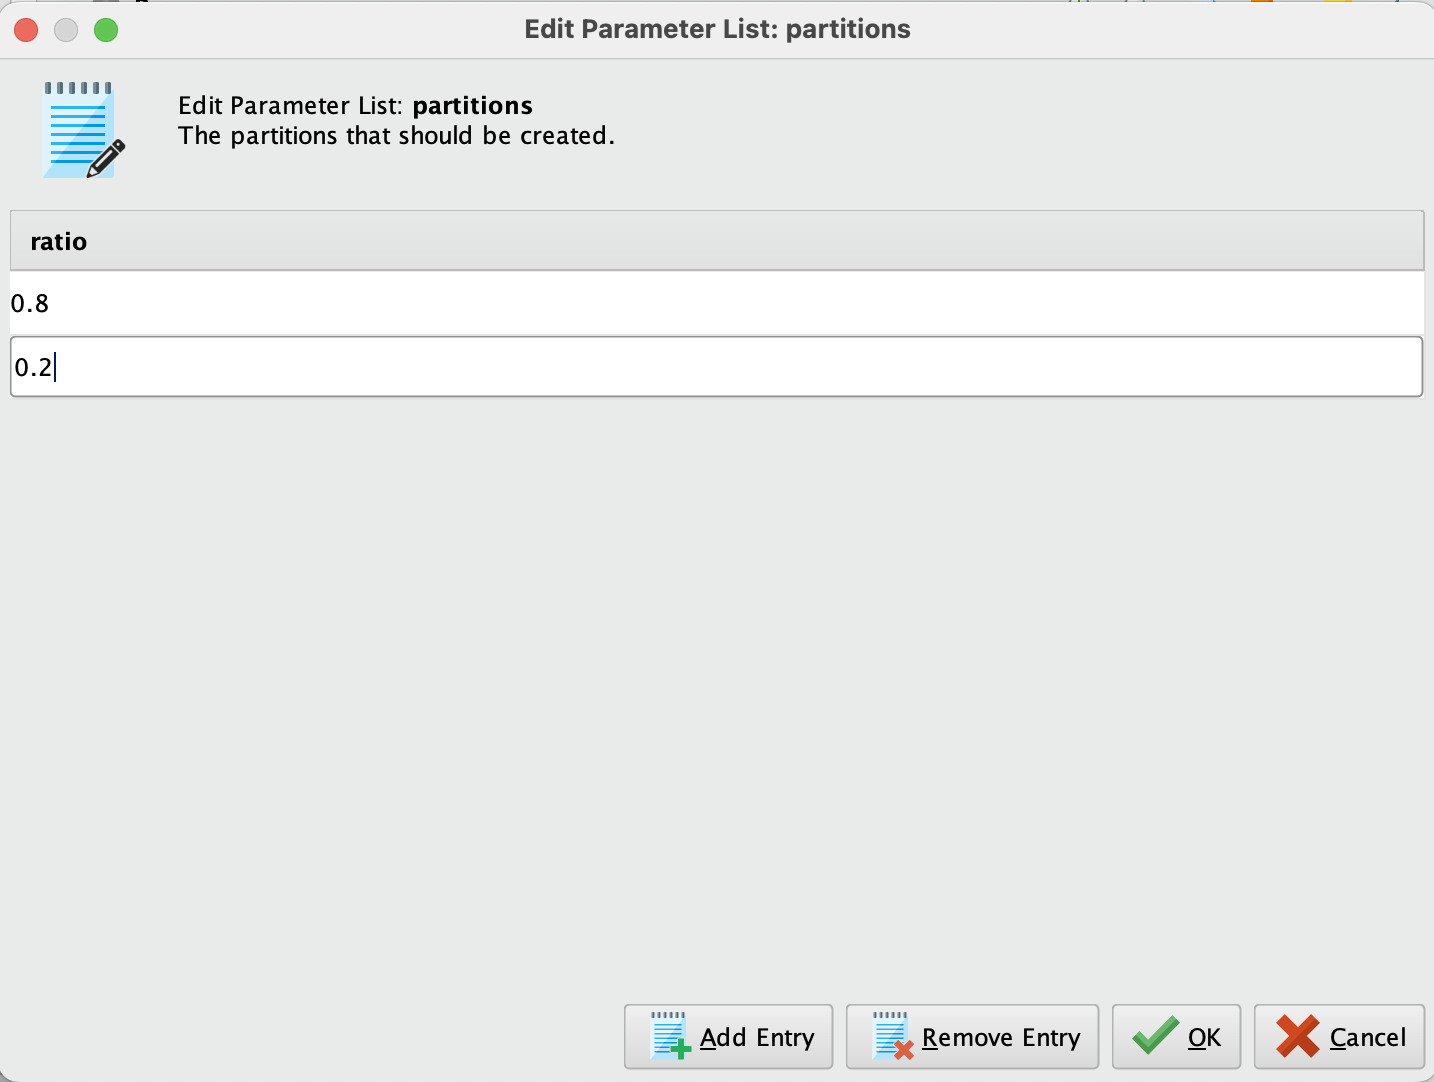 Edit Parameter List: partitions
Edit Parameter List: partitions
The partitions that should be created.
ratio
0.8
0.2
Add Entry
Remove Entry
OK
Cancel